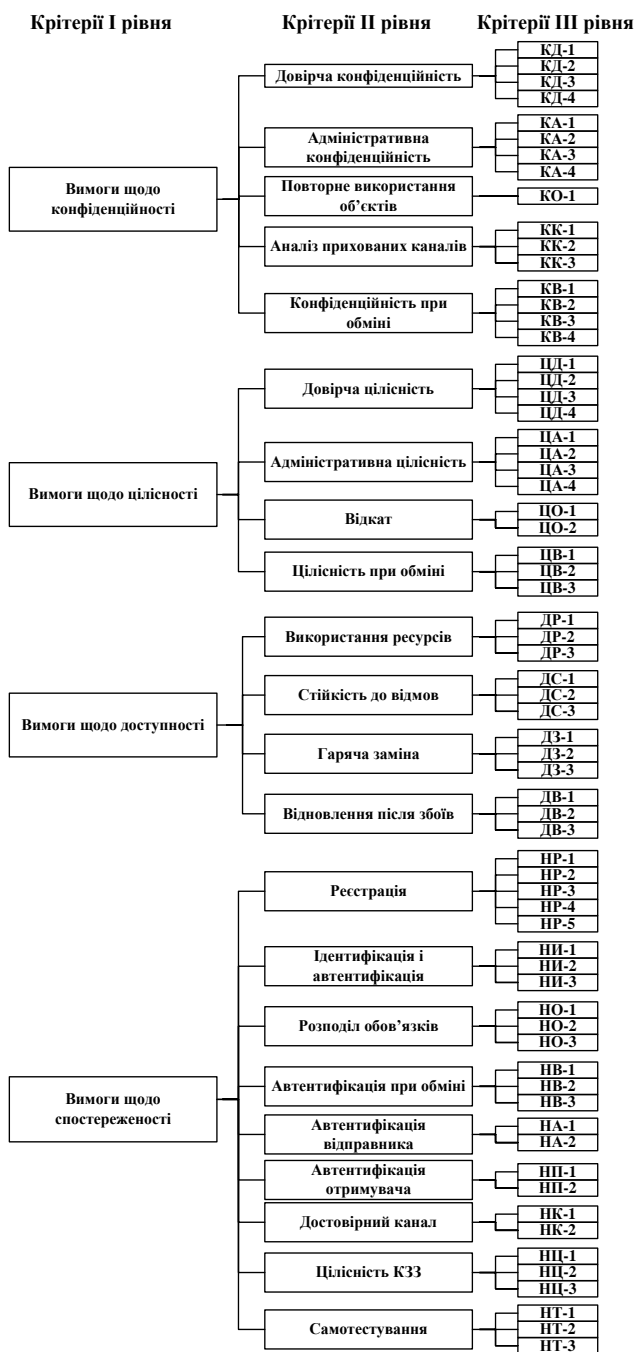 Крітерії I рівня
Крітерії II рівня
Крітерії III рівня
Вимоги щодо
конфіденційності
Довірча конфіденційність
КД-1
КД-2
КД-3
КД-4
Адміністративна
конфіденційність
КА-1
КА-2
КА-3
КА-4
Повторне використання
об’єктів
КО-1
Аналіз прихованих каналів
КК-1
КК-2
КК-3
Конфіденційність при
обміні
КВ-1
КВ-2
КВ-3
КВ-4
Вимоги щодо цілісності
Довірча цілісність
ЦД-1
ЦД-2
ЦД-3
ЦД-4
Адміністративна цілісність
ЦА-1
ЦА-2
ЦА-3
ЦА-4
Відкат
ЦО-1
ЦО-2
Цілісність при обміні
ЦВ-1
ЦВ-2
ЦВ-3
Вимоги щодо доступності
Використання ресурсів
ДР-1
ДР-2
ДР-3
Стійкість до відмов
ДС-1
ДС-2
ДС-3
Гаряча заміна
ДЗ-1
ДЗ-2
ДЗ-3
Відновлення після збоїв
ДВ-1
ДВ-2
ДВ-3
Вимоги щодо
спостереженості
Реєстрація
НР-1
НР-2
НР-3
НР-4
НР-5
Ідентифікація і
автентифікація
НИ-1
НИ-2
НИ-3
Розподіл обов’язків
НО-1
НО-2
НО-3
Автентифікація при обміні
НВ-1
НВ-2
НВ-3
Автентифікація
відправника
НА-1
НА-2
Автентифікація
отримувача
НП-1
НП-2
Достовірний канал
НК-1
НК-2
Цілісність КЗЗ
НЦ-1
НЦ-2
НЦ-3
Самотестування
НТ-1
НТ-2
НТ-3